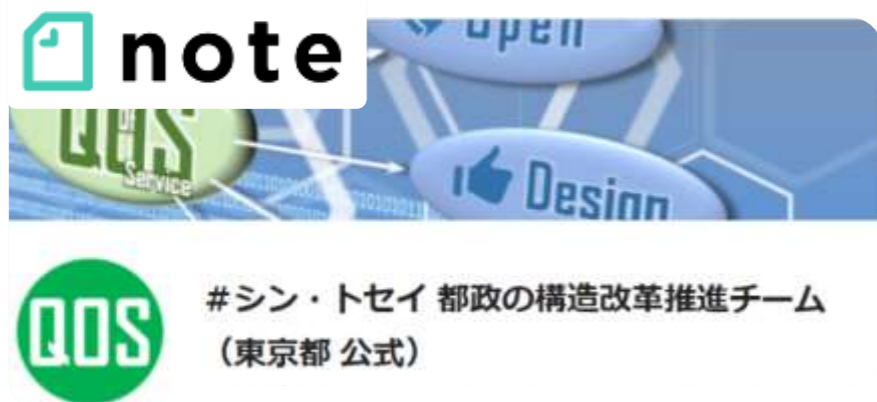 note
Open
Of
QOS
Service
Design
QOS
#シン・トセイ 都政の構造改革推進チーム
（東京都 公式）